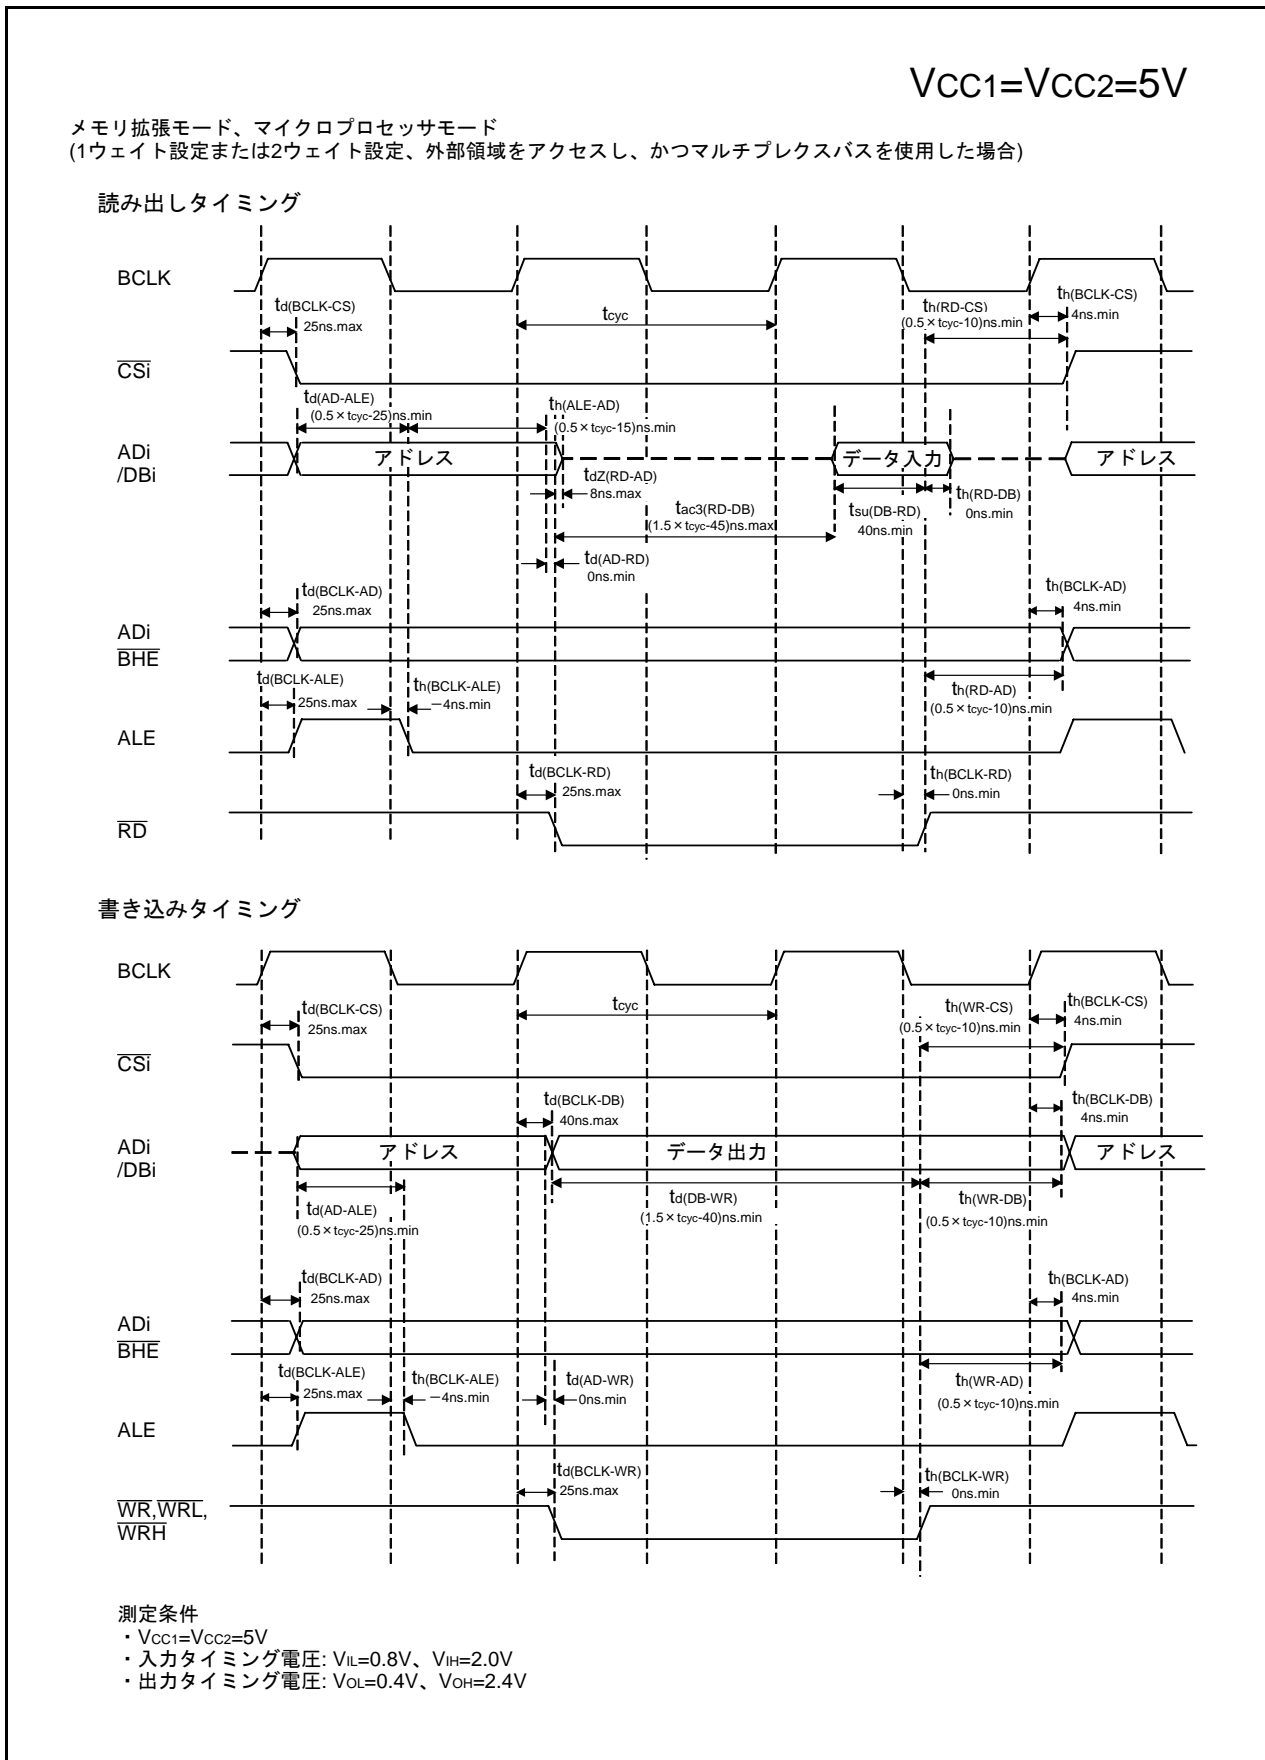 VCC1=VCC2=5V
メモリ拡張モード、マイクロプロセッサモード
(1ウェイト設定または2ウェイト設定、外部領域をアクセスし、かつマルチプレクスバスを使用した場合)
読み出しタイミング
BCLK
td(BCLK-CS)
25ns.max
tcyc
th(RD-CS)
(0.5×tcyc-10)ns.min
th(BCLK-CS)
4ns.min
CSi
td(AD-ALE)
(0.5×tcyc-25)ns.min
th(ALE-AD)
(0.5×tcyc-15)ns.min
ADi
/DBi
アドレス
データ入力
アドレス
tdZ(RD-AD)
8ns.max
tac3(RD-DB)
(1.5×tcyc-45)ns.max
tsu(DB-RD)
40ns.min
th(RD-DB)
0ns.min
td(AD-RD)
0ns.min
td(BCLK-AD)
25ns.max
th(BCLK-AD)
4ns.min
ADi
BHE
td(BCLK-ALE)
25ns.max
th(BCLK-ALE)
－4ns.min
th(RD-AD)
(0.5×tcyc-10)ns.min
ALE
td(BCLK-RD)
25ns.max
th(BCLK-RD)
0ns.min
RD
書き込みタイミング
BCLK
td(BCLK-CS)
25ns.max
tcyc
th(WR-CS)
(0.5×tcyc-10)ns.min
th(BCLK-CS)
4ns.min
CSi
td(BCLK-DB)
40ns.max
th(BCLK-DB)
4ns.min
ADi
/DBi
アドレス
データ出力
アドレス
td(AD-ALE)
(0.5×tcyc-25)ns.min
td(DB-WR)
(1.5×tcyc-40)ns.min
th(WR-DB)
(0.5×tcyc-10)ns.min
td(BCLK-AD)
25ns.max
th(BCLK-AD)
4ns.min
ADi
BHE
td(BCLK-ALE)
25ns.max
th(BCLK-ALE)
－4ns.min
td(AD-WR)
0ns.min
th(WR-AD)
(0.5×tcyc-10)ns.min
ALE
td(BCLK-WR)
25ns.max
th(BCLK-WR)
0ns.min
WR,WRL,
WRH
測定条件
・VCC1=VCC2=5V
・入力タイミング電圧: VIL=0.8V、VIH=2.0V
・出力タイミング電圧: VOL=0.4V、VOH=2.4V